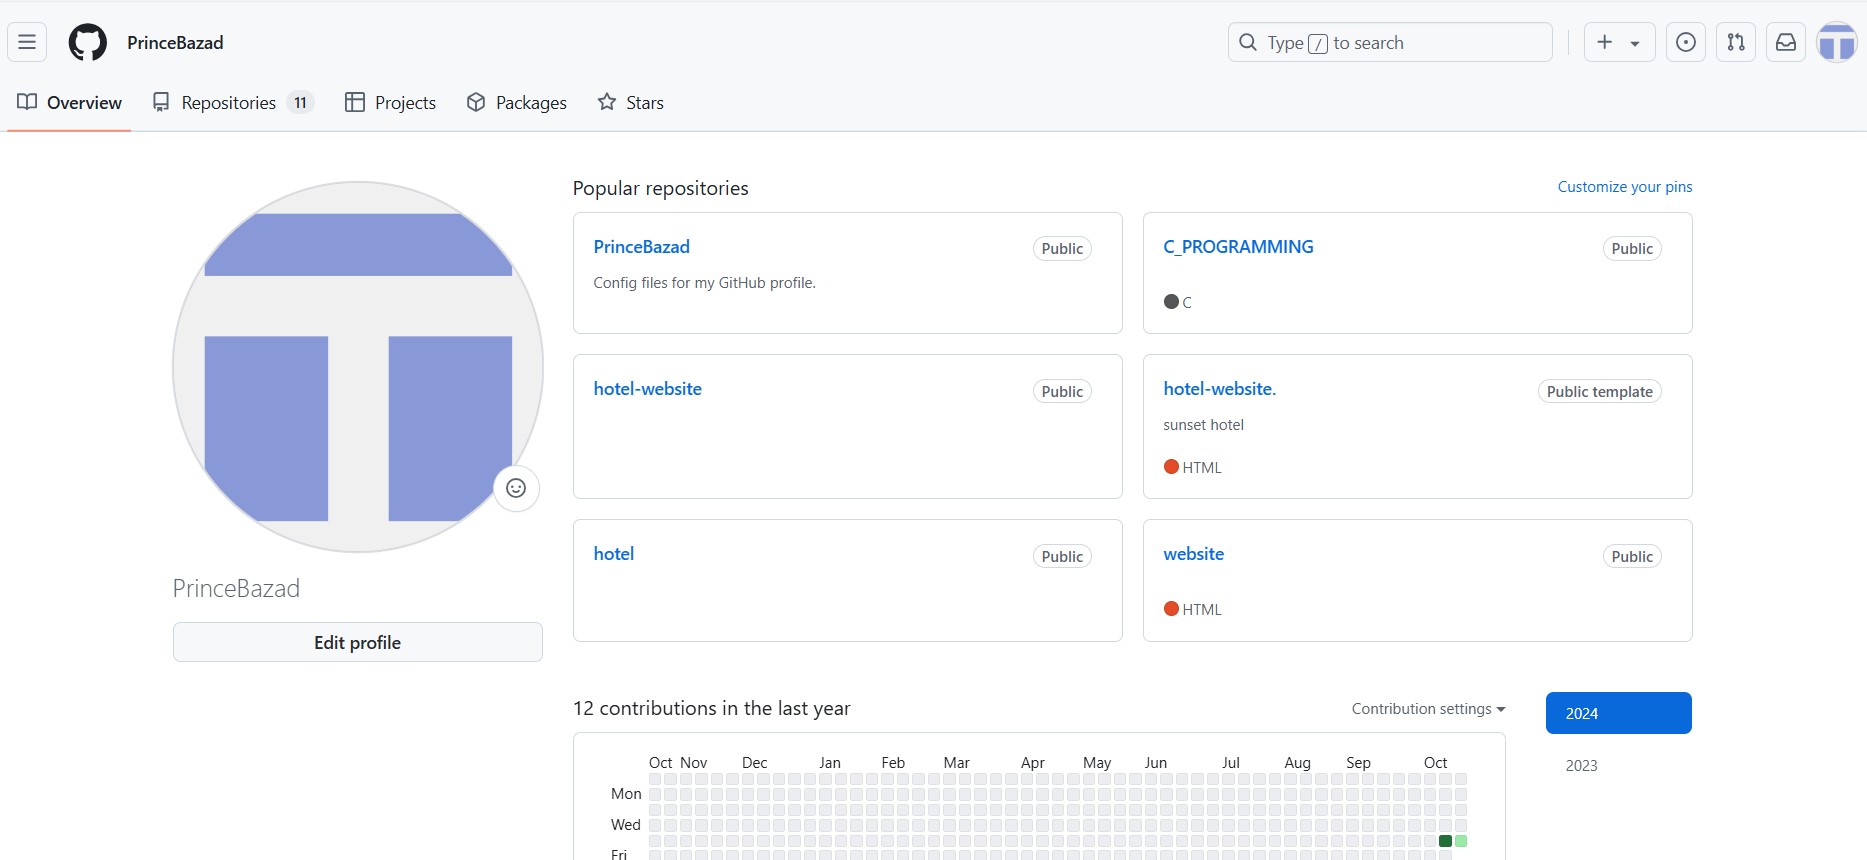 PrinceBazad
Type / to search
Overview Repositories 11 Projects Packages Stars
Popular repositories
Customize your pins
PrinceBazad Public
Config files for my GitHub profile.
C_PROGRAMMING Public
C
hotel-website Public
hotel-website. Public template
sunset hotel
HTML
hotel Public
website Public
HTML
PrinceBazad
Edit profile
12 contributions in the last year
Contribution settings
2024
2023
Oct Nov Dec Jan Feb Mar Apr May Jun Jul Aug Sep Oct
Mon
Wed
Fri